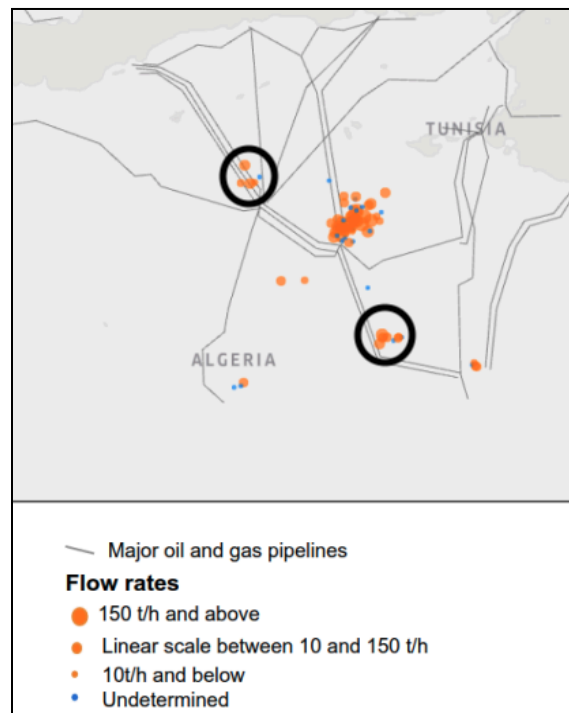 TUNISIA
ALGERIA
Major oil and gas pipelines
Flow rates
150 t/h and above
Linear scale between 10 and 150 t/h
10t/h and below
Undetermined